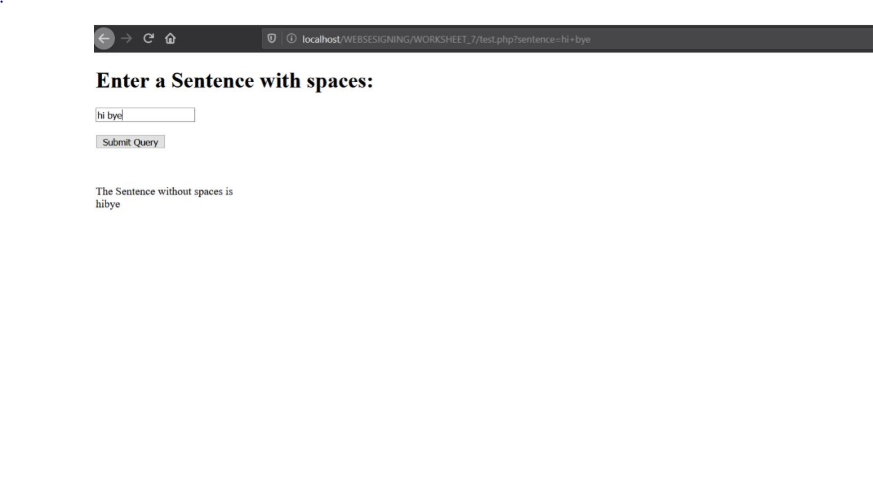 localhost/WEBSESIGNING/WORKSHEET_7/test.php?sentence=hi+bye
Enter a Sentence with spaces:
hi bye
Submit Query
The Sentence without spaces is
hibye